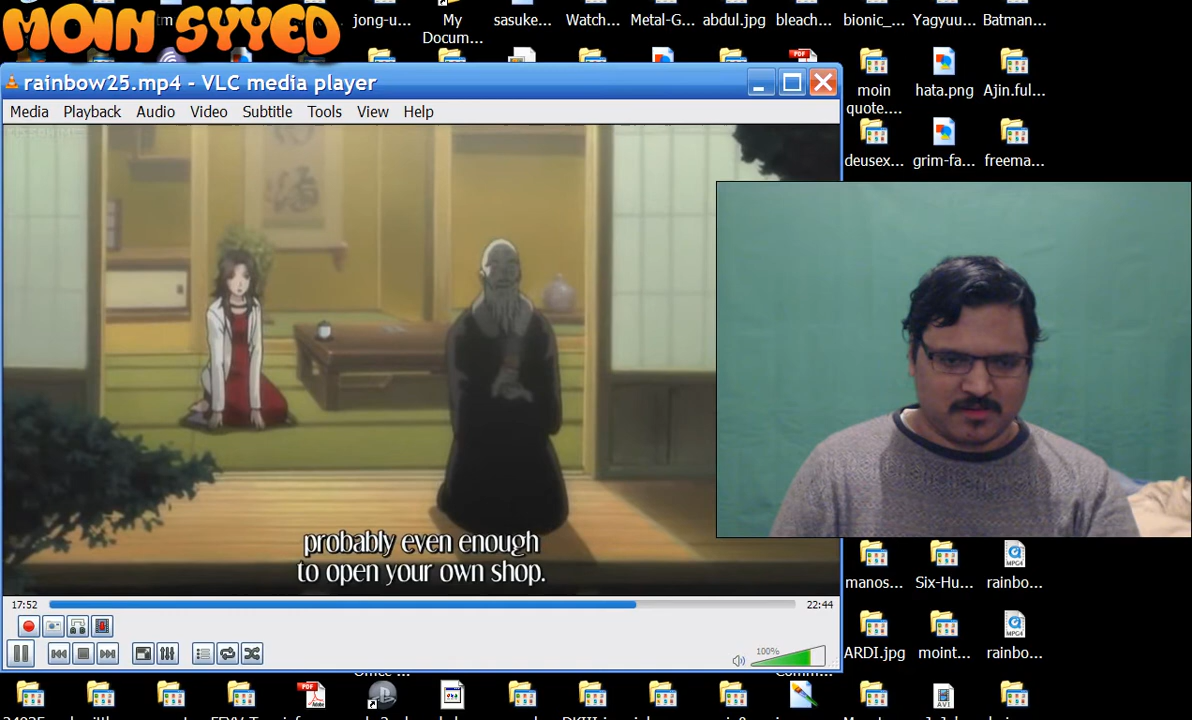 jong-u... My Docum... sasuke... Watch... Metal-G... abdul.jpg bleach... bionic_... Yagyuu... Batman...
MOIN SYYED
rainbow25.mp4 - VLC media player
Media Playback Audio Video Subtitle Tools View Help
moin quote.... hata.png Ajin.ful...
deusex... grim-fa... freema...
probably even enough
to open your own shop.
17:52 22:44
100%
manos... Six-Hu... rainbo...
ARDI.jpg moint... rainbo...
Office ...